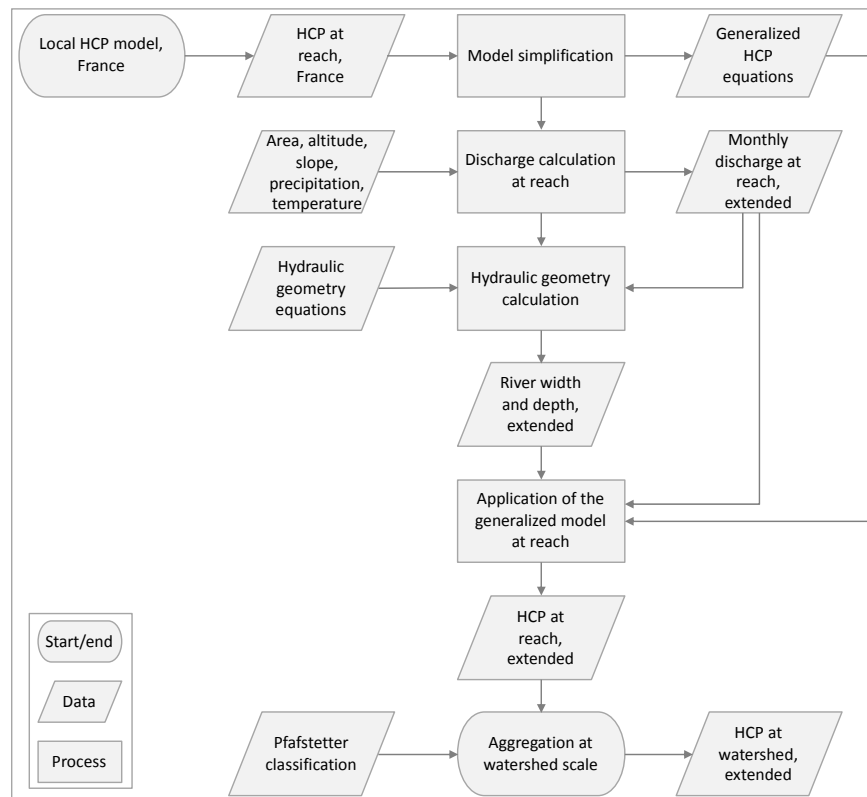 Local HCP model,
France
HCP at
reach,
France
Model simplification
Generalized
HCP
equations
Area, altitude,
slope,
precipitation,
temperature
Discharge calculation
at reach
Monthly
discharge at
reach,
extended
Hydraulic
geometry
equations
Hydraulic geometry
calculation
River width
and depth,
extended
Application of the
generalized model
at reach
HCP at
reach,
extended
Start/end
Data
Process
Pfafstetter
classification
Aggregation at
watershed scale
HCP at
watershed,
extended